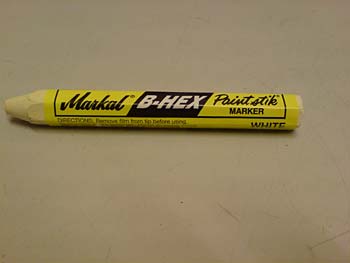 Markal B-HEX Paintstik
MARKER
DIRECTIONS: Remove film from tip before using.
WHITE